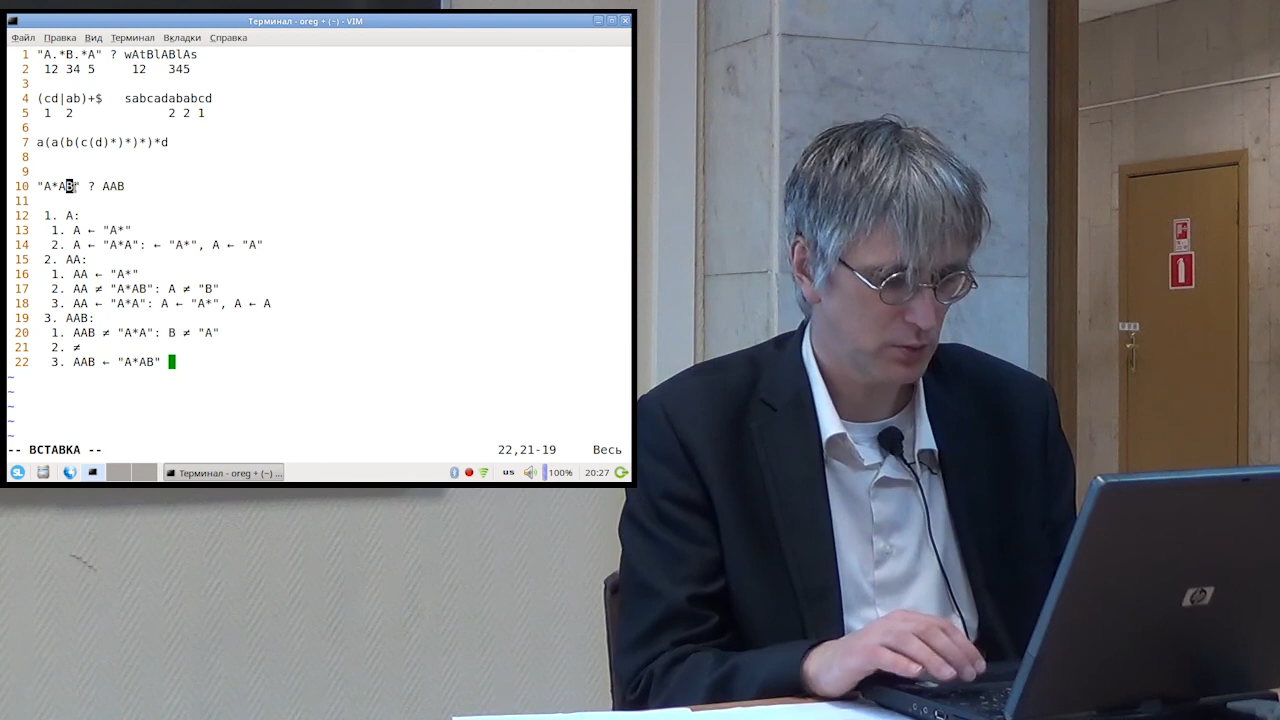 Терминал - oreg + (~) - VIM
Файл Правка Вид Терминал Вкладки Справка
1 "A.*B.*A" ? wAtBlABlAs
2 12 34 5 12 345
3
4 (cd|ab)+$ sabcadababcd
5 1 2 2 2 1
6
7 a(a(b(c(d)*)*)*)*d
8
9
10 "A*AB" ? AAB
11
12 1. A:
13 1. A ← "A*"
14 2. A ← "A*A": ← "A*", A ← "A"
15 2. AA:
16 1. AA ← "A*"
17 2. AA ≠ "A*AB": A ≠ "B"
18 3. AA ← "A*A": A ← "A*", A ← A
19 3. AAB:
20 1. AAB ≠ "A*A": B ≠ "A"
21 2. ≠
22 3. AAB ← "A*AB"
~
~
~
~
~
-- ВСТАВКА -- 22,21-19 Весь
SL Терминал - oreg + (~) ... us 100% 20:27
hp